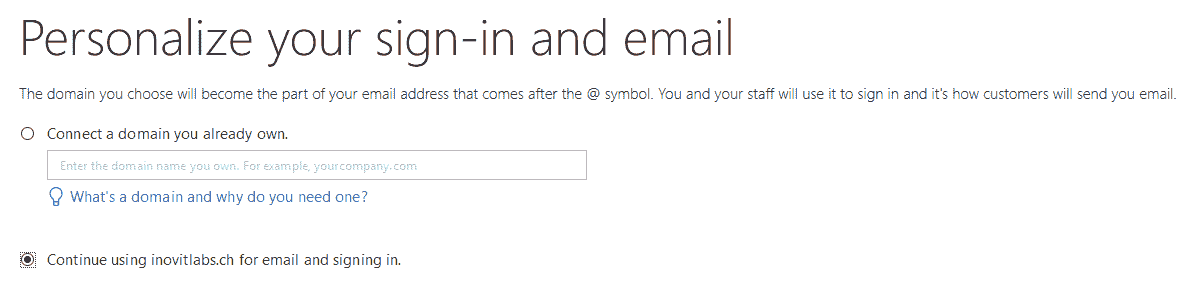 Personalize your sign-in and email
The domain you choose will become the part of your email address that comes after the @ symbol. You and your staff will use it to sign in and it's how customers will send you email.
Connect a domain you already own.
Enter the domain name you own. For example, yourcompany.com
What's a domain and why do you need one?
Continue using inovitlabs.ch for email and signing in.